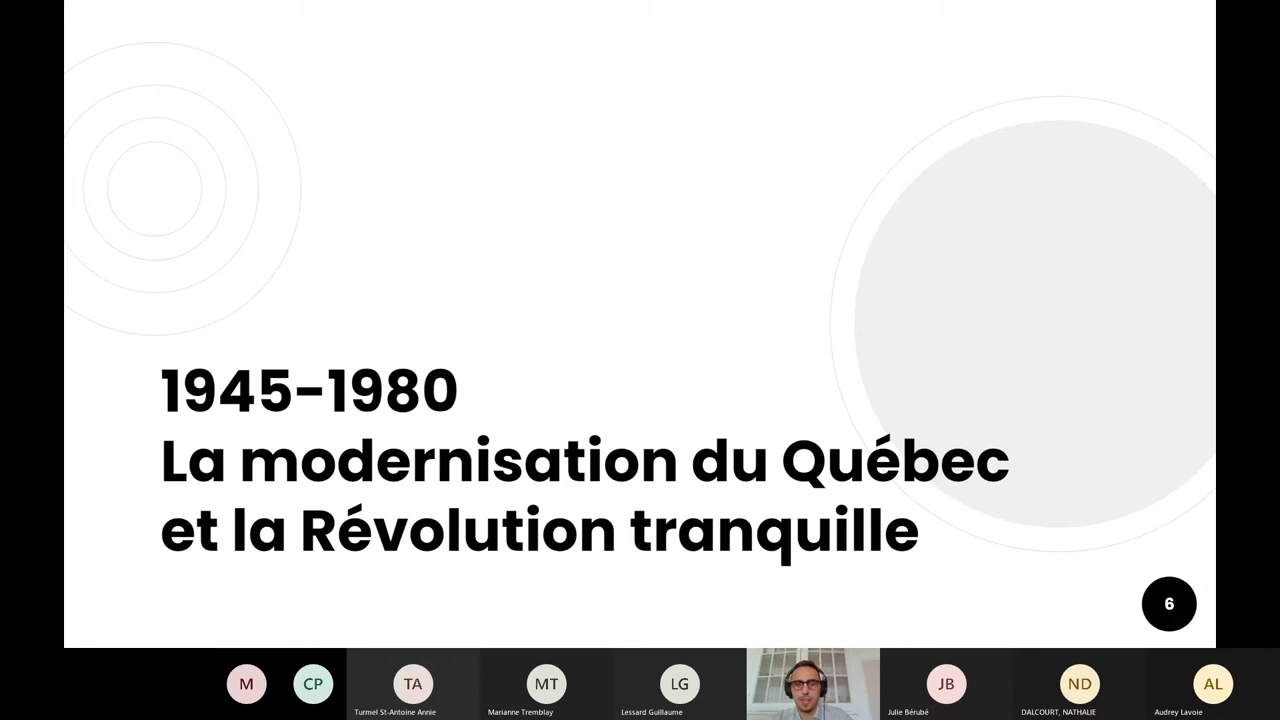 1945-1980
La modernisation du Québec
et la Révolution tranquille
6
M
CP
TA
MT
LG
JB
ND
AL
Turmel St-Antoine Annie
Marianne Tremblay
Lessard Guillaume
Julie Bérubé
DALCOURT, NATHALIE
Audrey Lavoie